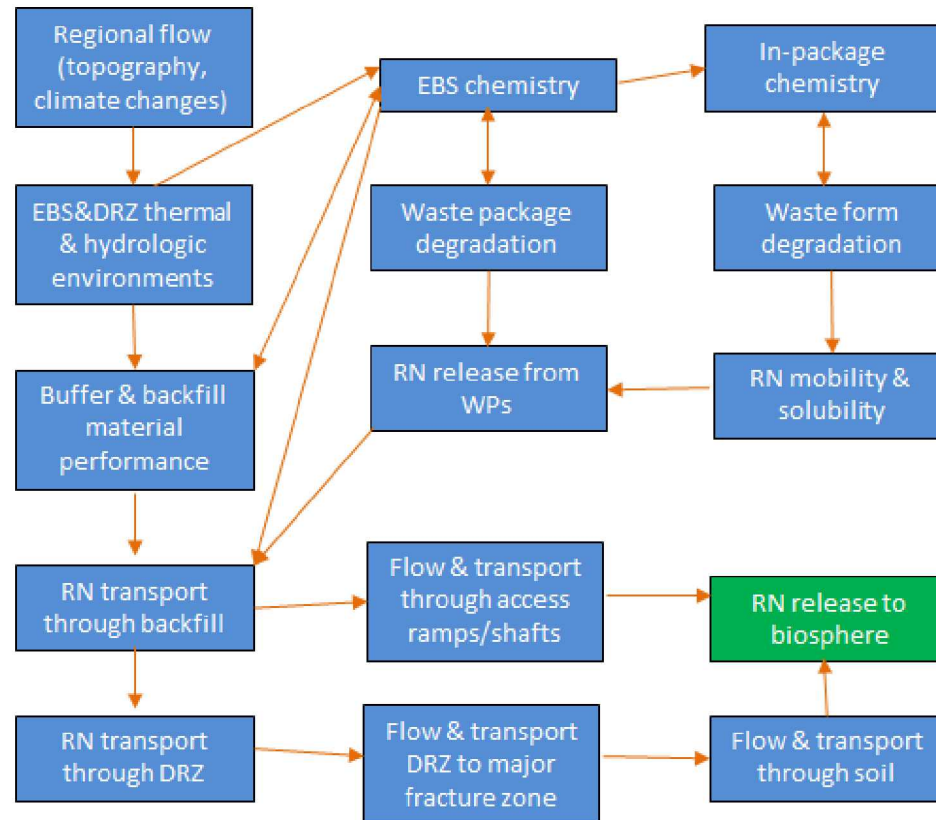 Regional flow
(topography,
climate changes)
EBS chemistry
In-package
chemistry
EBS&DRZ thermal
& hydrologic
environments
Waste package
degradation
Waste form
degradation
Buffer & backfill
material
performance
RN release from
WPs
RN mobility &
solubility
RN transport
through backfill
Flow & transport
through access
ramps/shafts
RN release to
biosphere
RN transport
through DRZ
Flow & transport
DRZ to major
fracture zone
Flow & transport
through soil